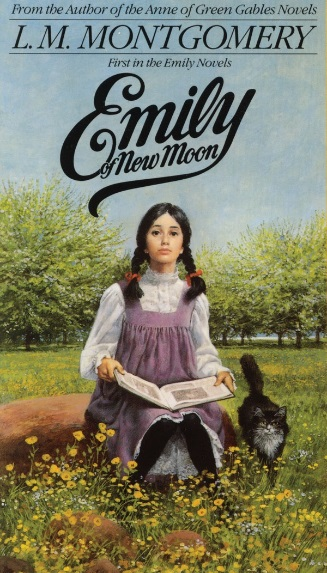 From the Author of the Anne of Green Gables Novels
L. M. MONTGOMERY
First in the Emily Novels
Emily
of New Moon